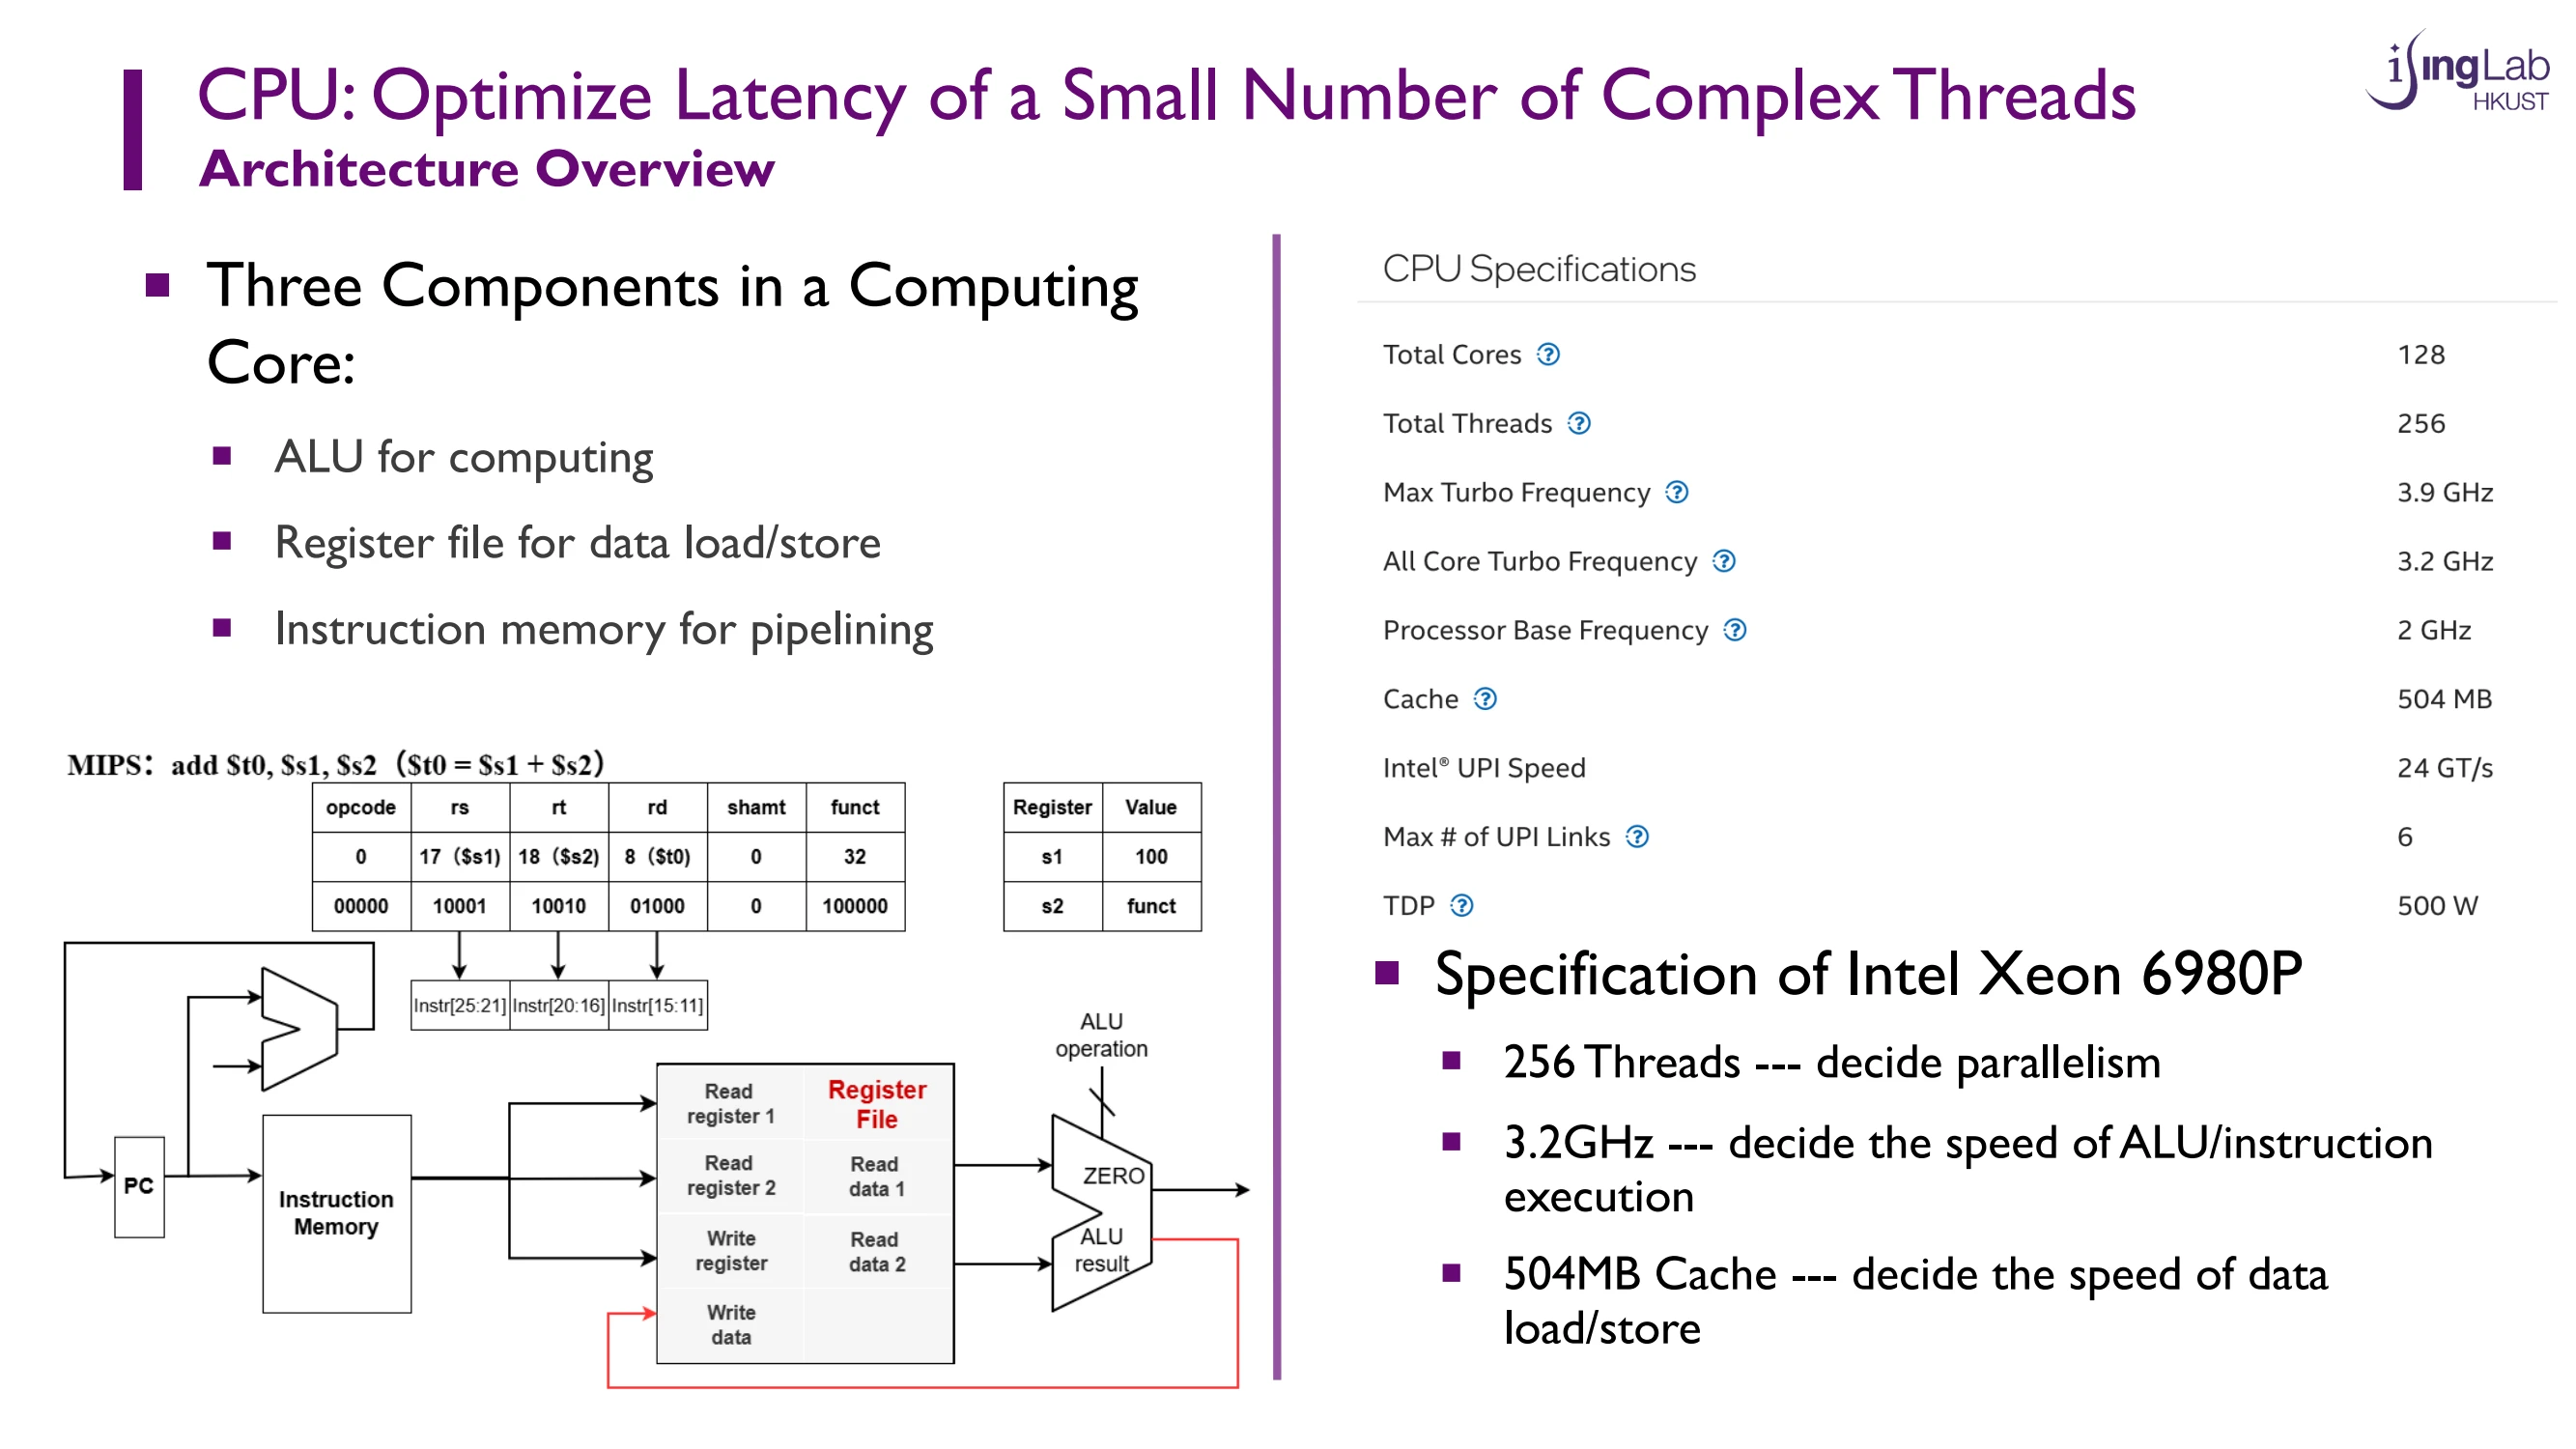 CPU: Optimize Latency of a Small Number of Complex Threads
Architecture Overview
isingLab
HKUST
Three Components in a Computing
Core:
ALU for computing
Register file for data load/store
Instruction memory for pipelining
MIPS：add $t0, $s1, $s2（$t0 = $s1 + $s2）
opcode rs rt rd shamt funct
0 17（$s1) 18（$s2) 8（$t0) 0 32
00000 10001 10010 01000 0 100000
Instr[25:21] Instr[20:16] Instr[15:11]
Register Value
s1 100
s2 funct
PC
Instruction
Memory
Read
register 1
Register
File
Read
register 2
Read
data 1
Write
register
Read
data 2
Write
data
ALU
operation
ZERO
ALU
result
CPU Specifications
Total Cores ? 128
Total Threads ? 256
Max Turbo Frequency ? 3.9 GHz
All Core Turbo Frequency ? 3.2 GHz
Processor Base Frequency ? 2 GHz
Cache ? 504 MB
Intel® UPI Speed 24 GT/s
Max # of UPI Links ? 6
TDP ? 500 W
Specification of Intel Xeon 6980P
256 Threads --- decide parallelism
3.2GHz --- decide the speed of ALU/instruction
execution
504MB Cache --- decide the speed of data
load/store